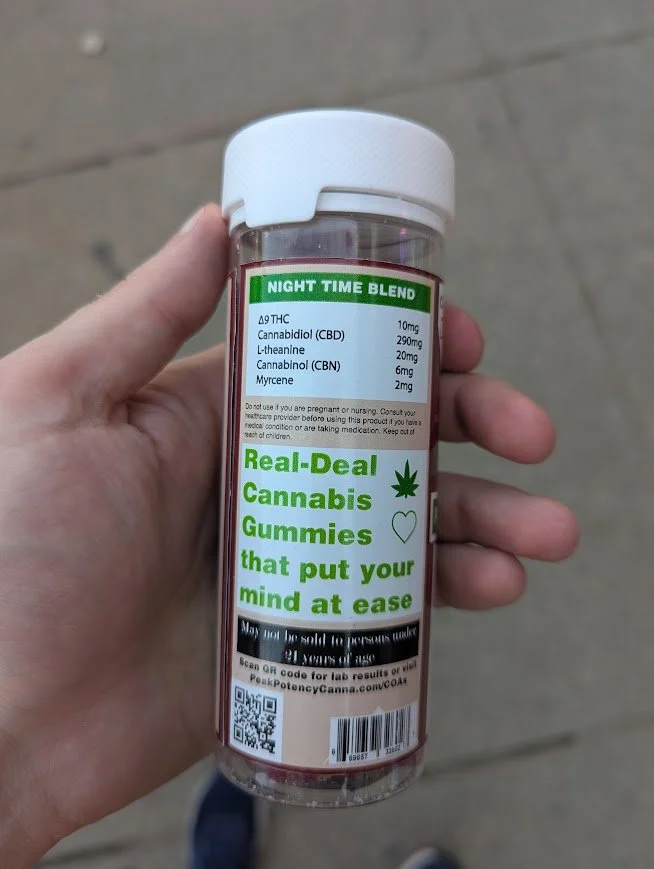 NIGHT TIME BLEND
Δ9 THC 10mg
Cannabidiol (CBD) 290mg
L-theanine 20mg
Cannabinol (CBN) 6mg
Myrcene 2mg
Do not use if you are pregnant or nursing. Consult your
healthcare provider before using this product if you have a
medical condition or are taking medication. Keep out of
reach of children.
Real-Deal
Cannabis
Gummies
that put your
mind at ease
May not be sold to persons under
21 years of age
Scan QR code for lab results or visit
PeakPotencyCanna.com/COAs